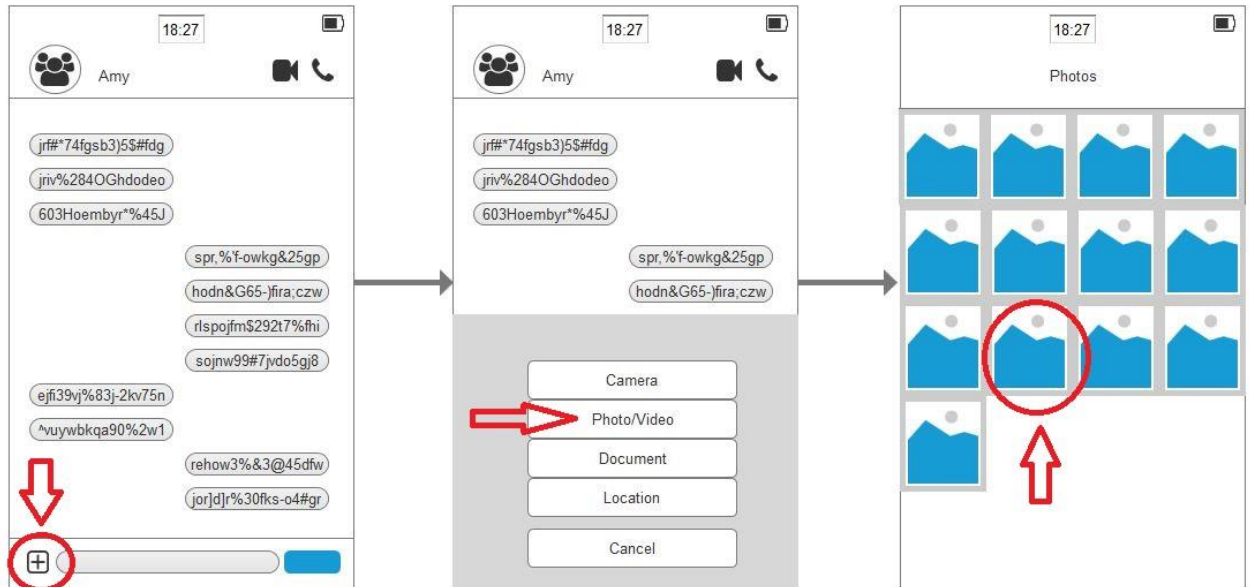 18:27
Amy
jrf#*74fgsb3)5$#fdg
jriv%284OGhdodeo
603Hoembyr*%45J
spr,%'f-owkg&25gp
hodn&G65-)fira;czw
rlspojfm$292t7%fhi
sojnw99#7jvdo5gj8
ejfi39vj%83j-2kv75n
^vuywbkqa90%2w1
rehow3%&3@45dfw
jor]d]r%30fks-o4#gr
18:27
Amy
jrf#*74fgsb3)5$#fdg
jriv%284OGhdodeo
603Hoembyr*%45J
spr,%'f-owkg&25gp
hodn&G65-)fira;czw
Camera
Photo/Video
Document
Location
Cancel
18:27
Photos